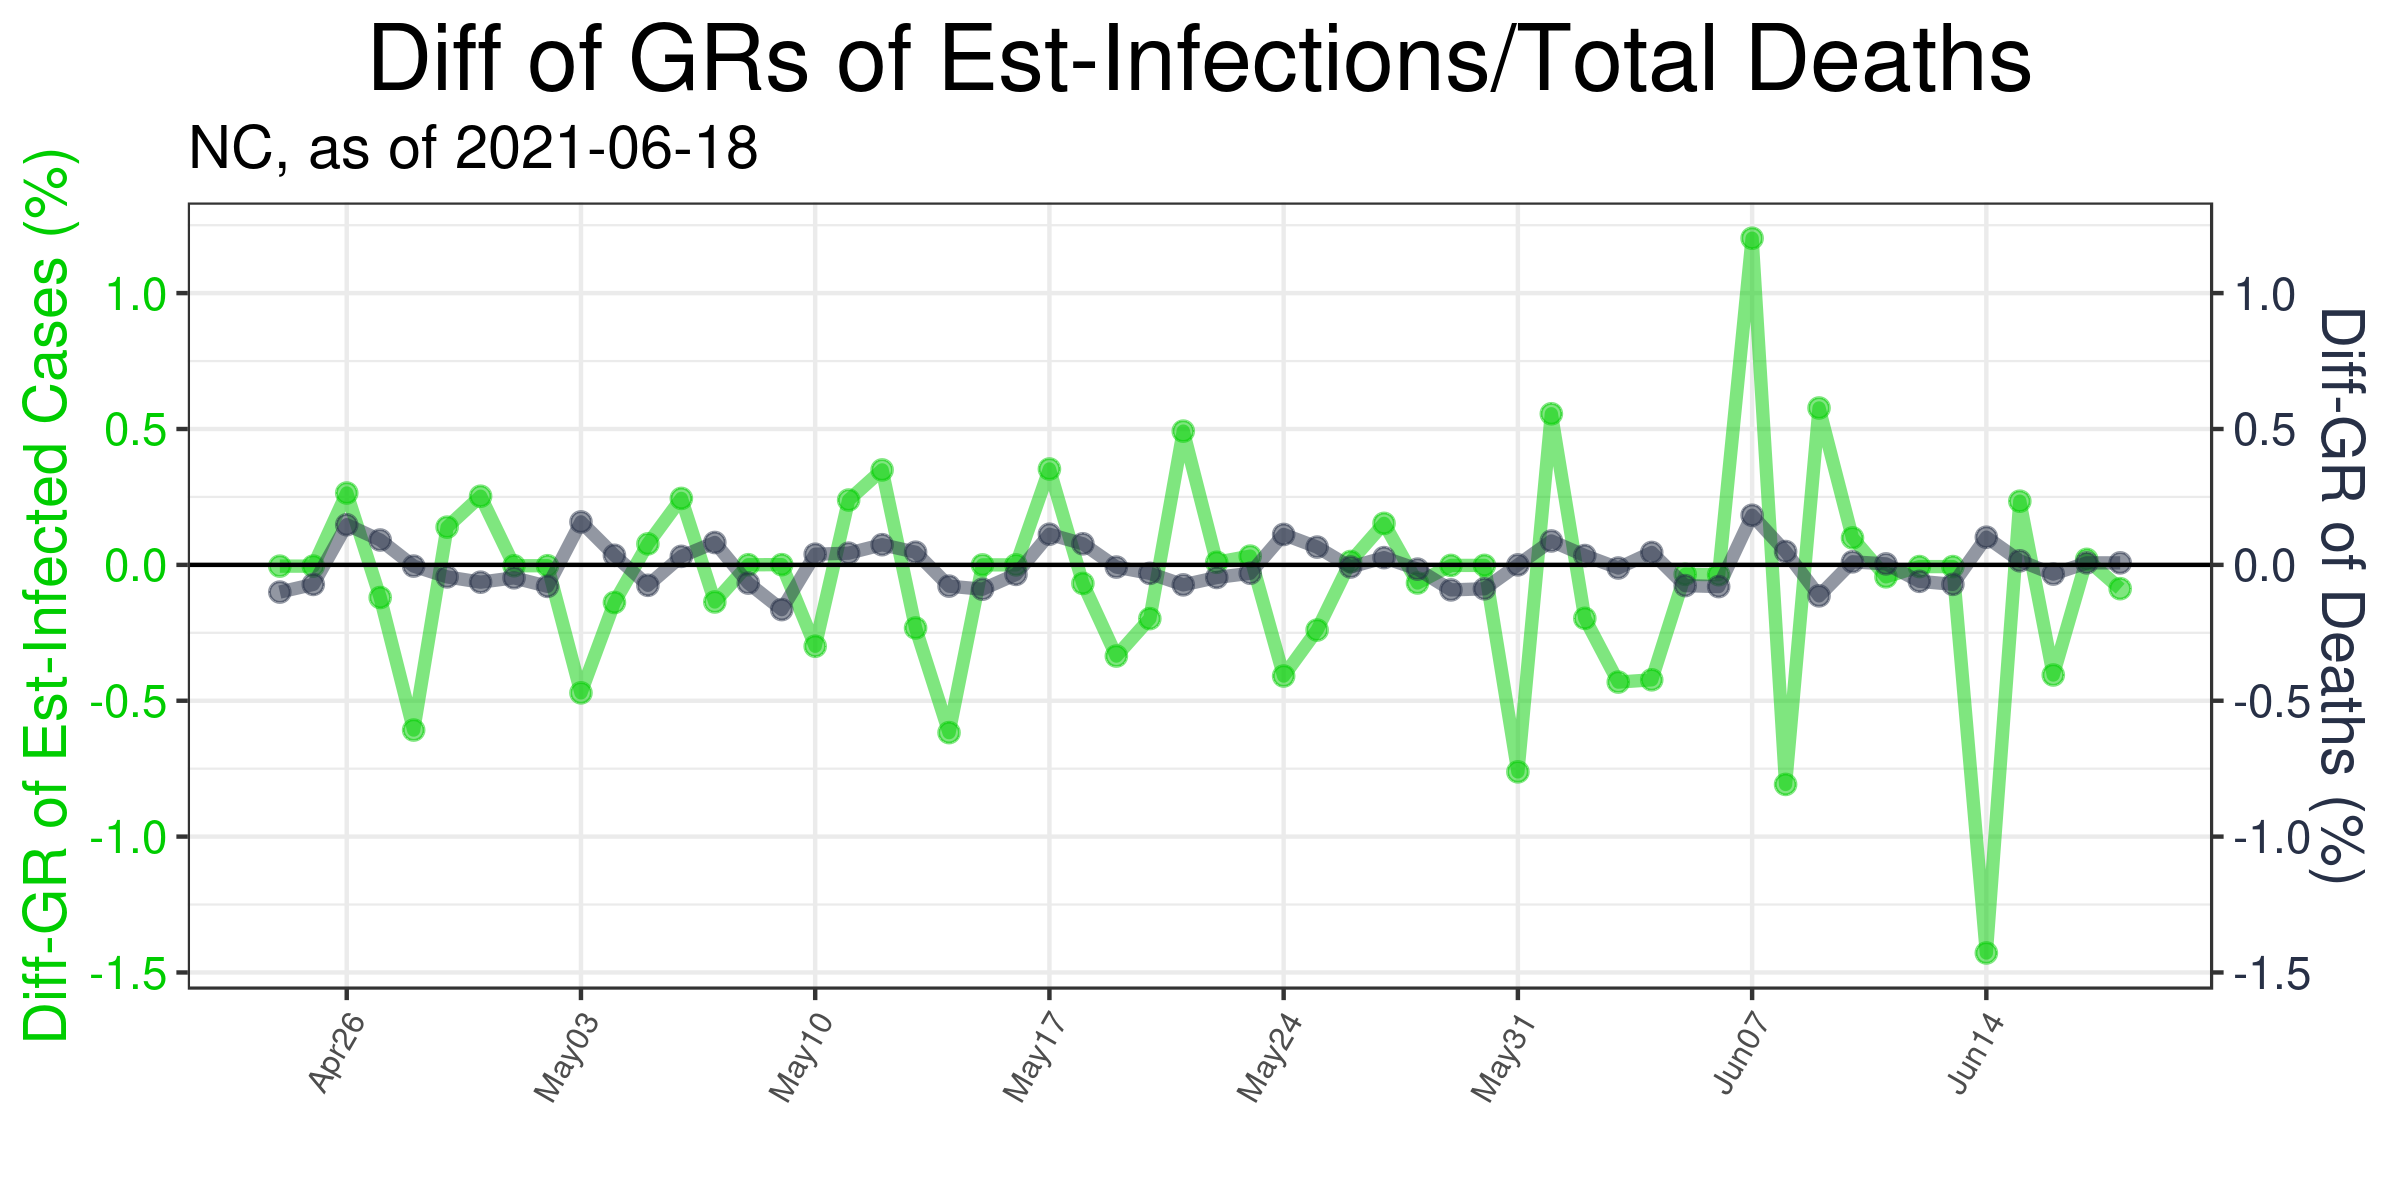 Diff of GRs of Est-Infections/Total Deaths
NC, as of 2021-06-18
Diff-GR of Est-Infected Cases (%)
1.0
0.5
0.0
-0.5
-1.0
-1.5
1.0
0.5
0.0
-0.5
-1.0
-1.5
Diff-GR of Deaths (%)
Apr26
May03
May10
May17
May24
May31
Jun07
Jun14